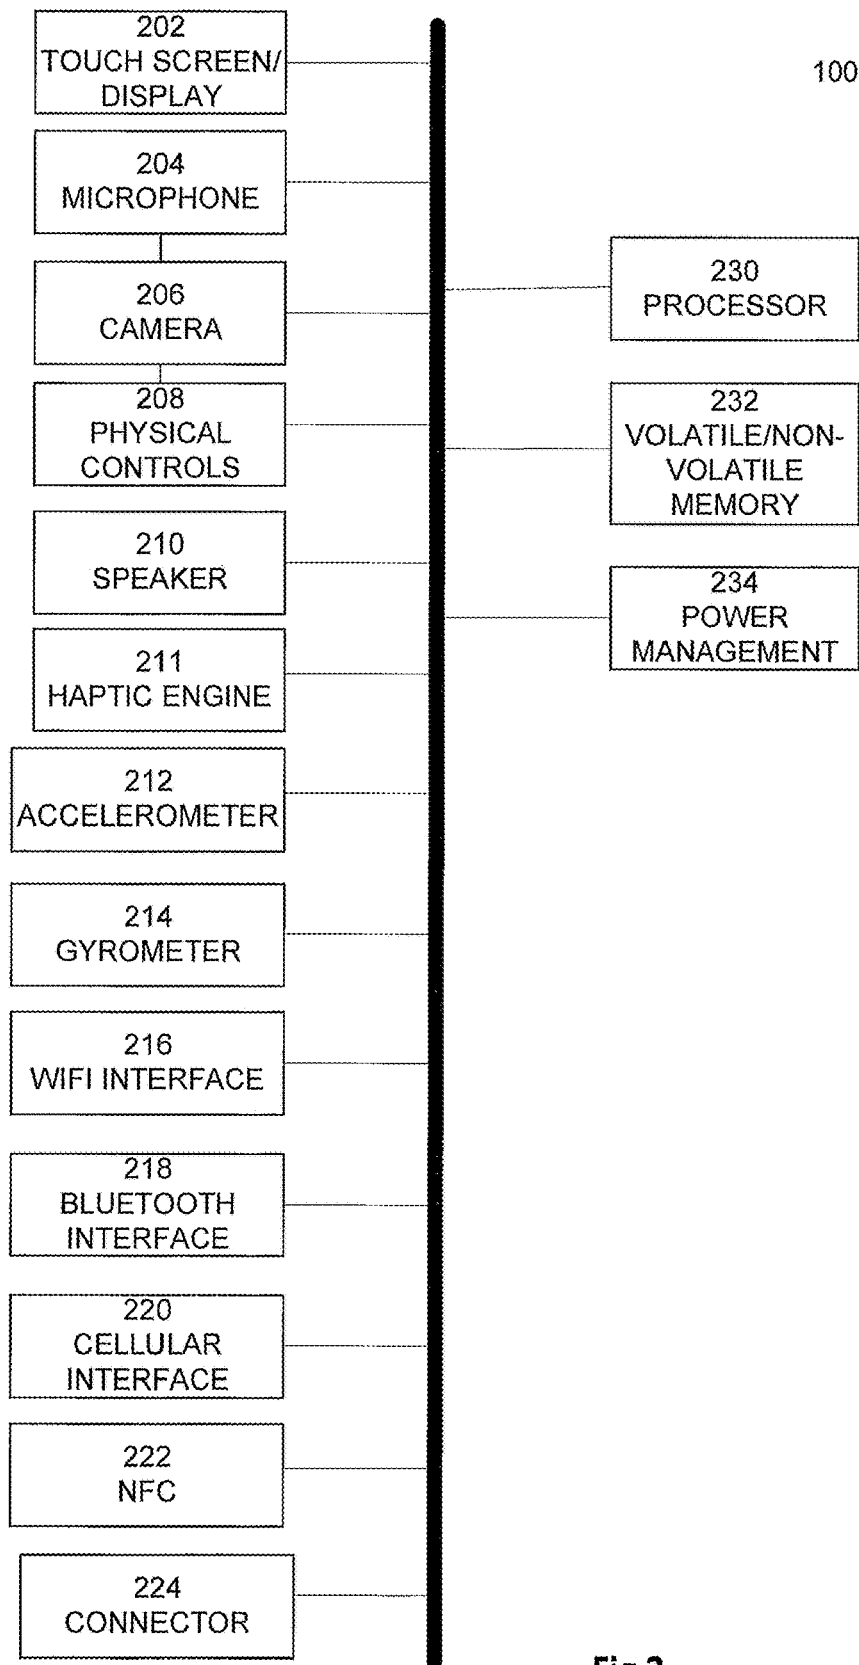 202
TOUCH SCREEN/
DISPLAY
100
204
MICROPHONE
206
CAMERA
208
PHYSICAL
CONTROLS
210
SPEAKER
211
HAPTIC ENGINE
212
ACCELEROMETER
214
GYROMETER
216
WIFI INTERFACE
218
BLUETOOTH
INTERFACE
220
CELLULAR
INTERFACE
222
NFC
224
CONNECTOR
230
PROCESSOR
232
VOLATILE/NON-
VOLATILE
MEMORY
234
POWER
MANAGEMENT